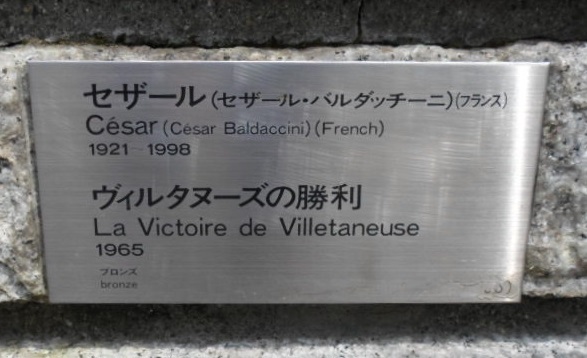 セザール(セザール・バルダッチーニ)(フランス)
César (César Baldaccini) (French)
1921–1998
ヴィルタヌーズの勝利
La Victoire de Villetaneuse
1965
ブロンズ
bronze